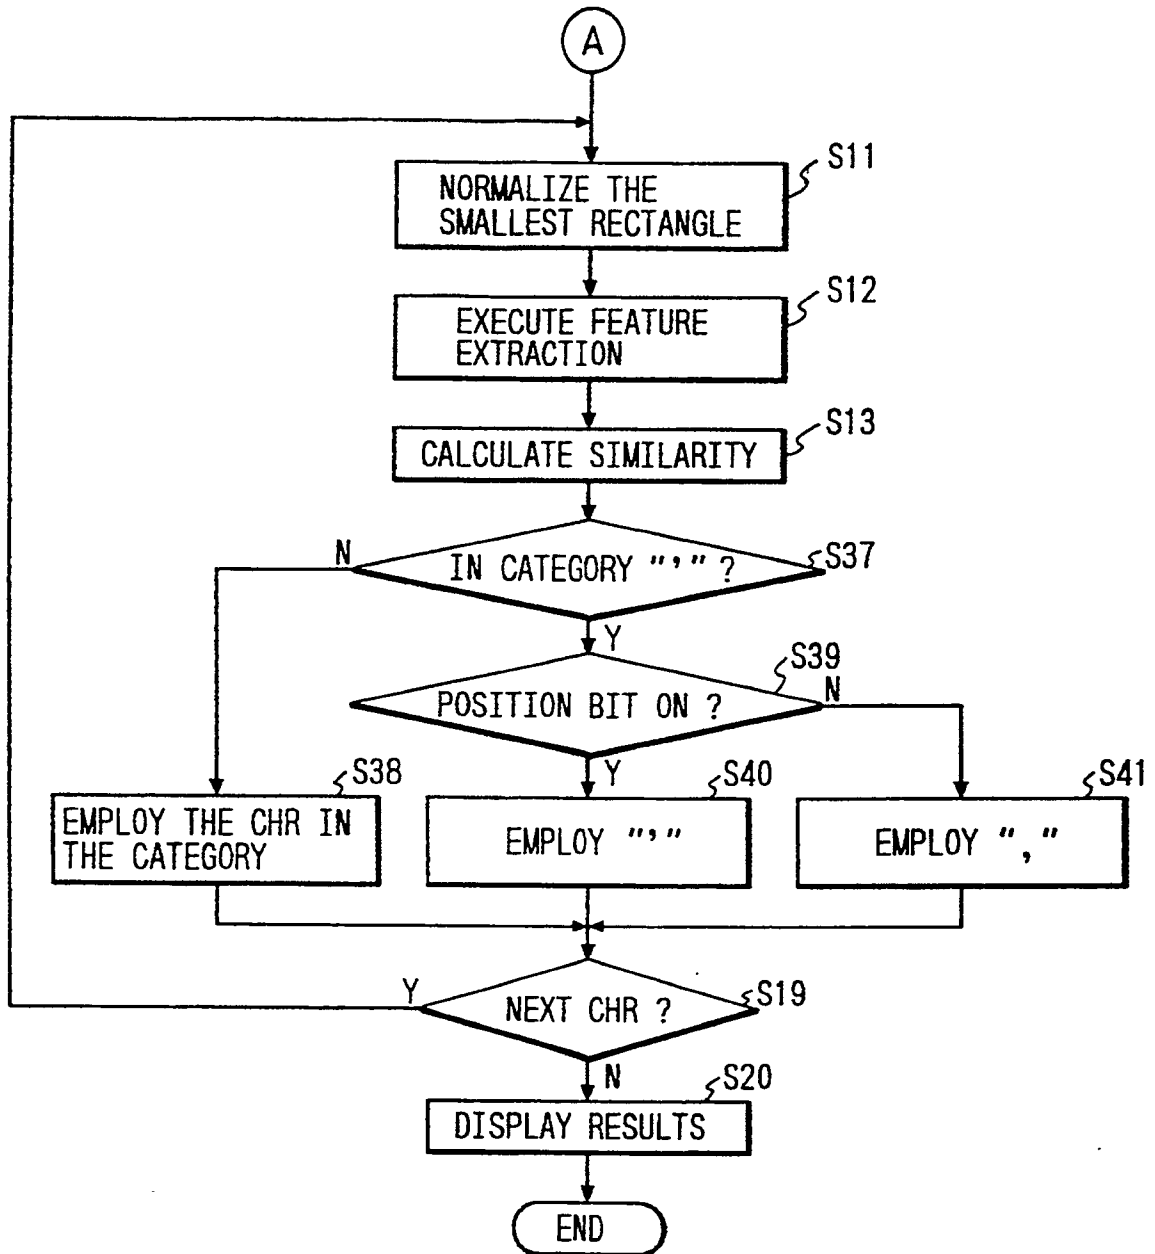 A
S11
NORMALIZE THE
SMALLEST RECTANGLE
S12
EXECUTE FEATURE
EXTRACTION
S13
CALCULATE SIMILARITY
N
IN CATEGORY "’" ?
S37
Y
S39
POSITION BIT ON ?
N
Y
S38
EMPLOY THE CHR IN
THE CATEGORY
S40
EMPLOY "’"
S41
EMPLOY ","
Y
NEXT CHR ?
S19
N
S20
DISPLAY RESULTS
END